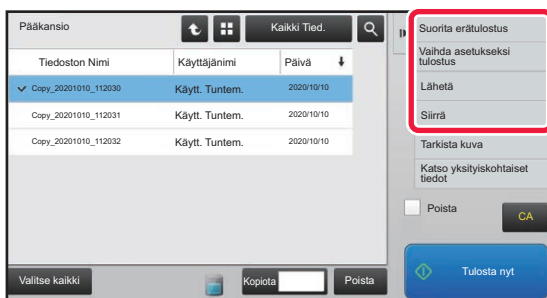 Pääkansio
Kaikki Tied.
Tiedoston Nimi Käyttäjänimi Päivä
Copy_20201010_112030 Käytt. Tuntem. 2020/10/10
Copy_20201010_112031 Käytt. Tuntem. 2020/10/10
Copy_20201010_112032 Käytt. Tuntem. 2020/10/10
Valitse kaikki
Kopiota
Poista
Suorita erätulostus
Vaihda asetukseksi
tulostus
Lähetä
Siirrä
Tarkista kuva
Katso yksityiskohtaiset
tiedot
Poista
CA
Tulosta nyt